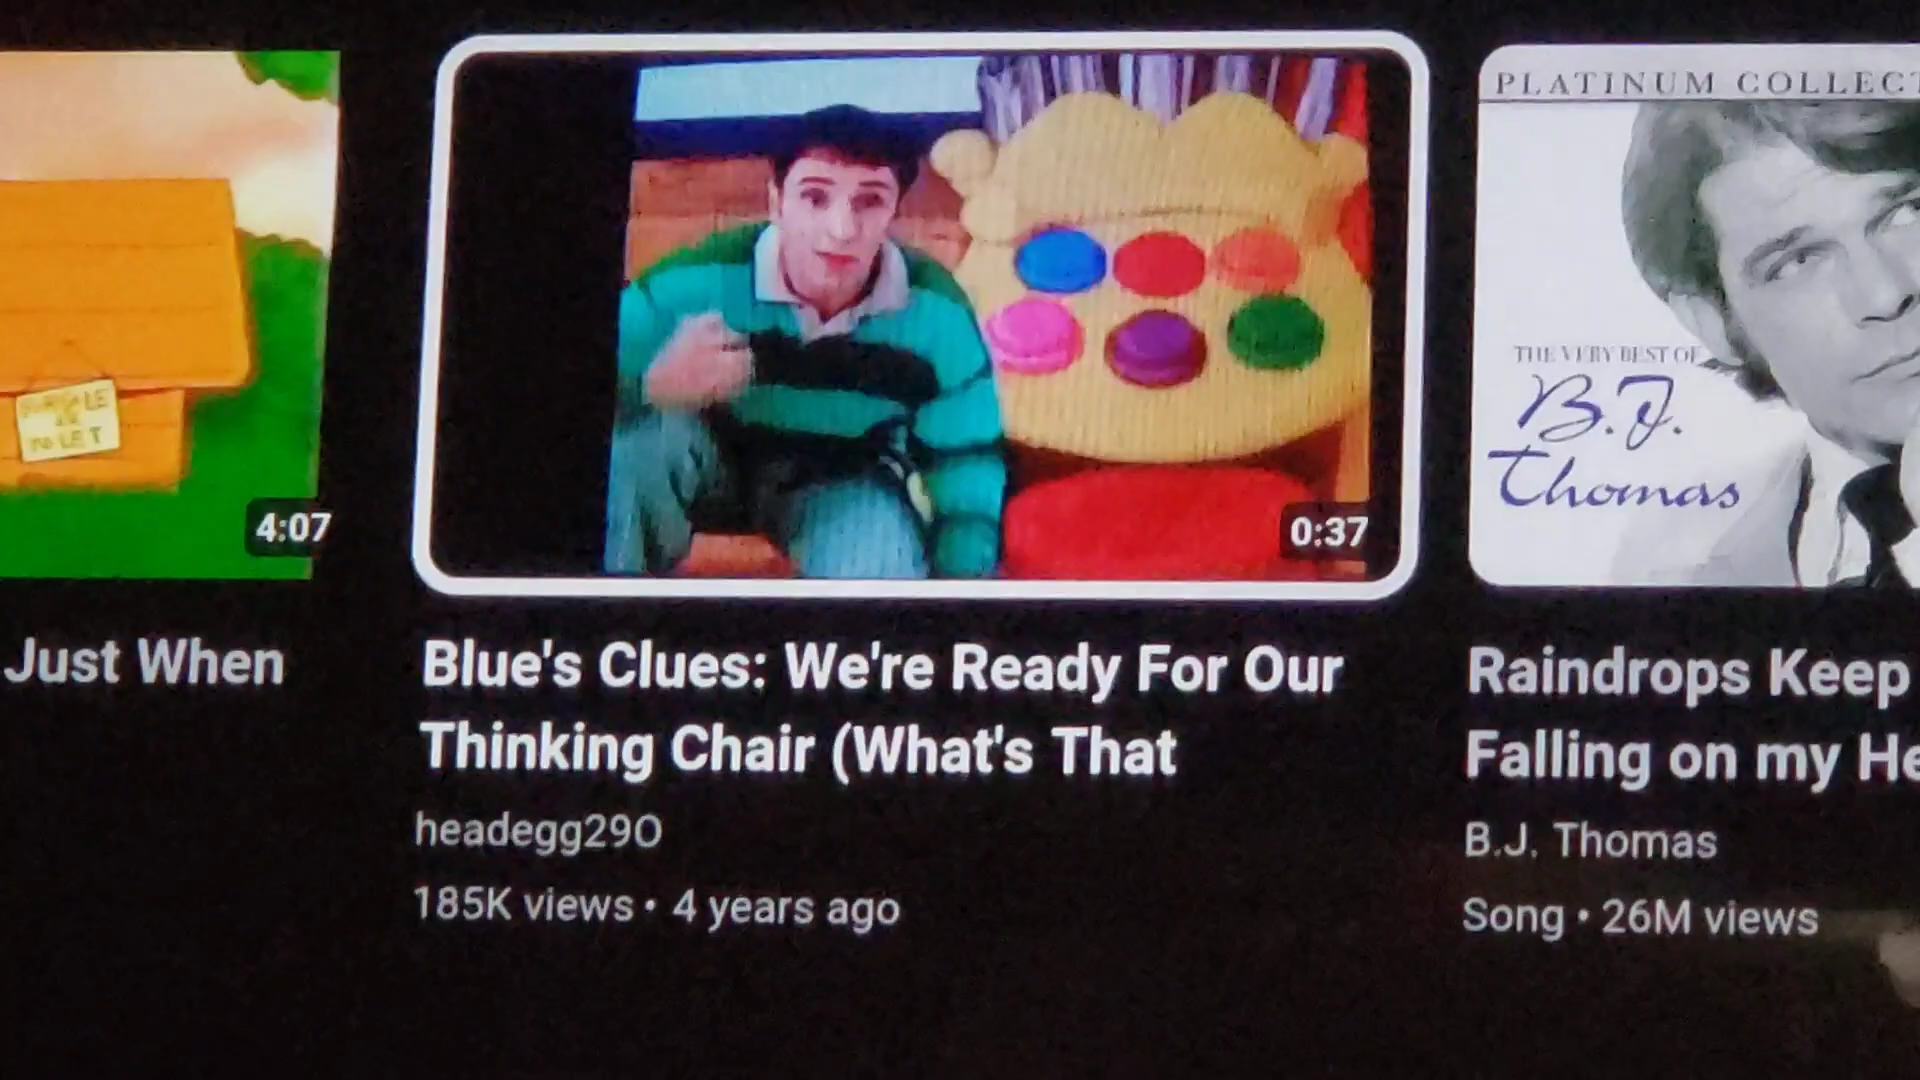 4:07
Just When
0:37
Blue's Clues: We're Ready For Our
Thinking Chair (What's That
headegg290
185K views • 4 years ago
PLATINUM COLLECT
THE VERY BEST OF
B.J.
Thomas
Raindrops Keep
Falling on my He
B.J. Thomas
Song • 26M views